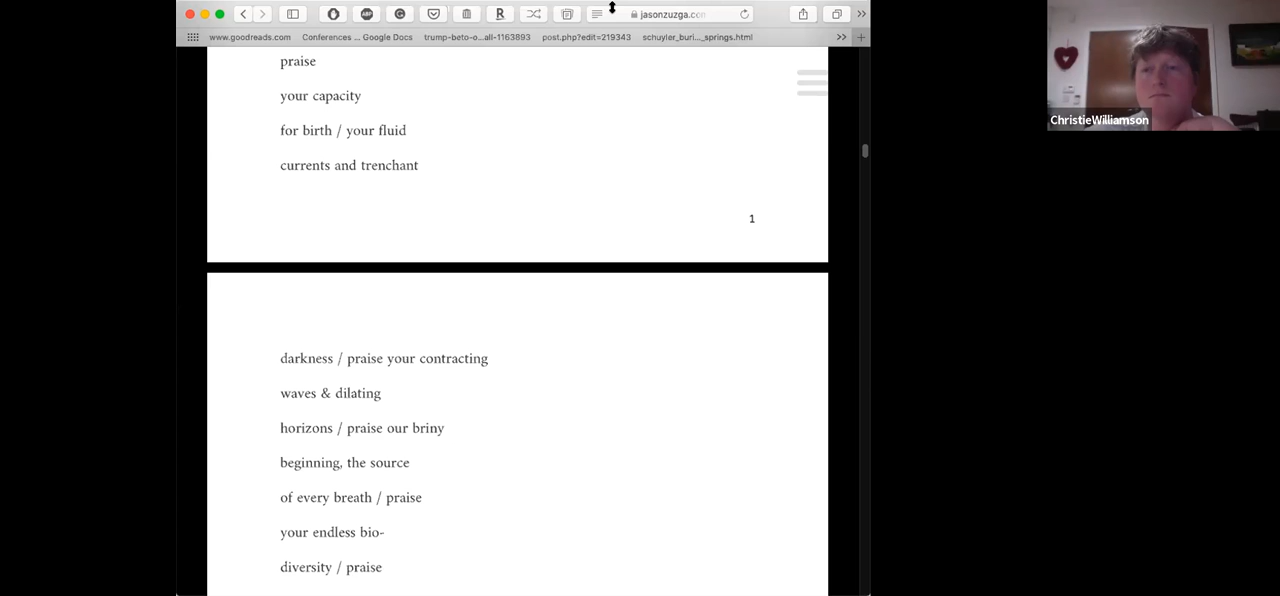 jasonzuzga.con
www.goodreads.com
Conferences ... Google Docs
trump-beto-o...all-1163893
post.php?edit=219343
schuyler_buri..._springs.html
praise
your capacity
for birth / your fluid
currents and trenchant
1
darkness / praise your contracting
waves & dilating
horizons / praise our briny
beginning, the source
of every breath / praise
your endless bio-
diversity / praise
ChristieWilliamson